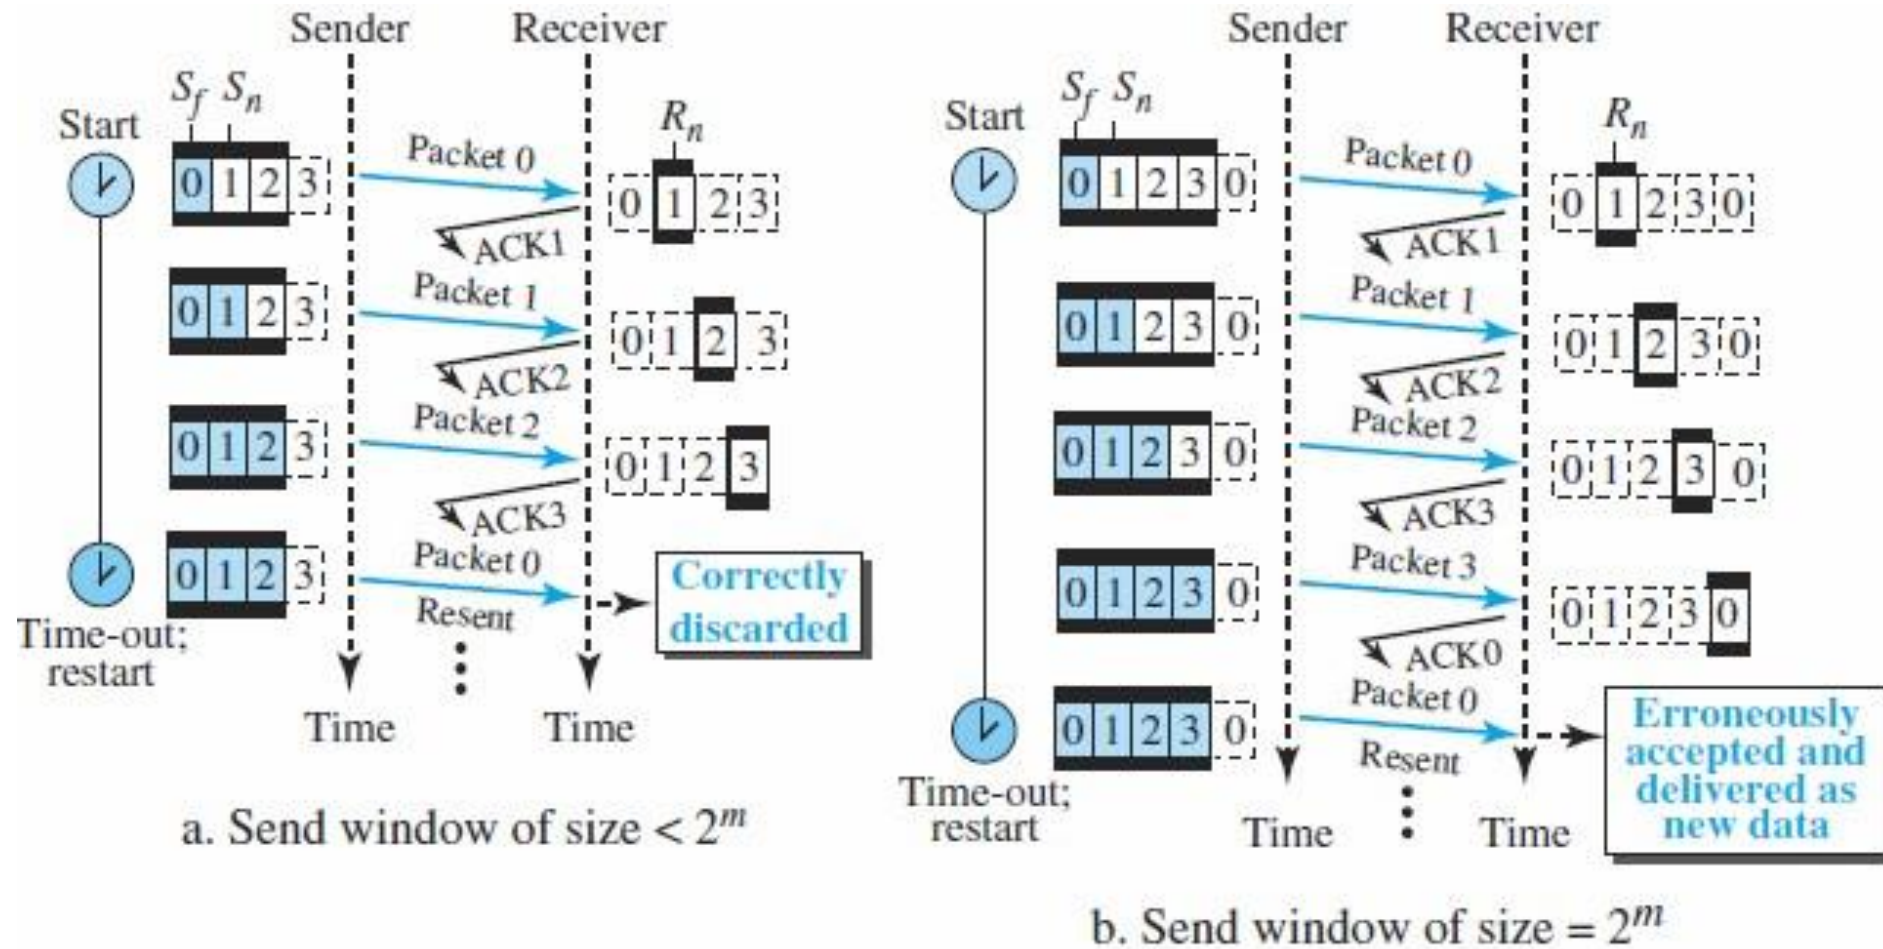 Sender Receiver
Start
Sf Sn
Rn
0 1 2 3
Packet 0
0 1 2 3
ACK1
0 1 2 3
Packet 1
0 1 2 3
ACK2
0 1 2 3
Packet 2
0 1 2 3
ACK3
0 1 2 3
Packet 0
Resent
Correctly
discarded
Time-out;
restart
Time Time
a. Send window of size < 2^m
Sender Receiver
Start
Sf Sn
Rn
0 1 2 3 0
Packet 0
0 1 2 3 0
ACK1
0 1 2 3 0
Packet 1
0 1 2 3 0
ACK2
0 1 2 3 0
Packet 2
0 1 2 3 0
ACK3
0 1 2 3 0
Packet 3
0 1 2 3 0
ACK0
0 1 2 3 0
Packet 0
Resent
Erroneously
accepted and
delivered as
new data
Time-out;
restart
Time Time
b. Send window of size = 2^m